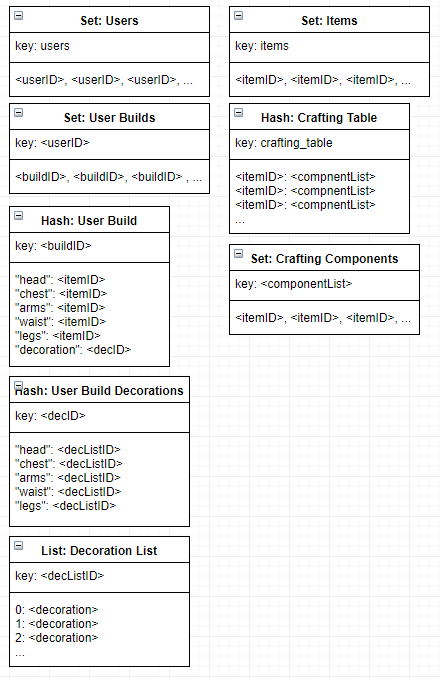 Set: Users
key: users
<userID>, <userID>, <userID>, ...
Set: User Builds
key: <userID>
<buildID>, <buildID>, <buildID> , ...
Hash: User Build
key: <buildID>
"head": <itemID>
"chest": <itemID>
"arms": <itemID>
"waist": <itemID>
"legs": <itemID>
"decoration": <decID>
Hash: User Build Decorations
key: <decID>
"head": <decListID>
"chest": <decListID>
"arms": <decListID>
"waist": <decListID>
"legs": <decListID>
List: Decoration List
key: <decListID>
0: <decoration>
1: <decoration>
2: <decoration>
...
Set: Items
key: items
<itemID>, <itemID>, <itemID>, ...
Hash: Crafting Table
key: crafting_table
<itemID>: <compnentList>
<itemID>: <compnentList>
<itemID>: <compnentList>
...
Set: Crafting Components
key: <componentList>
<itemID>, <itemID>, <itemID>, ...